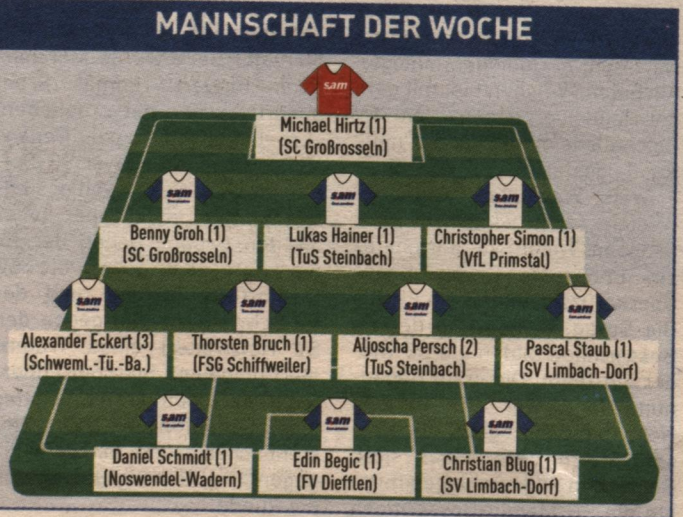 MANNSCHAFT DER WOCHE
sam
Michael Hirtz (1)
(SC Großrosseln)
sam sam sam
Benny Groh (1) Lukas Hainer (1) Christopher Simon (1)
(SC Großrosseln) (TuS Steinbach) (VfL Primstal)
sam sam sam sam
Alexander Eckert (3) Thorsten Bruch (1) Aljoscha Persch (2) Pascal Staub (1)
(Schweml.-Tü.-Ba.) (FSG Schiffweiler) (TuS Steinbach) (SV Limbach-Dorf)
sam sam sam
Daniel Schmidt (1) Edin Begic (1) Christian Blug (1)
(Noswendel-Wadern) (FV Diefflen) (SV Limbach-Dorf)